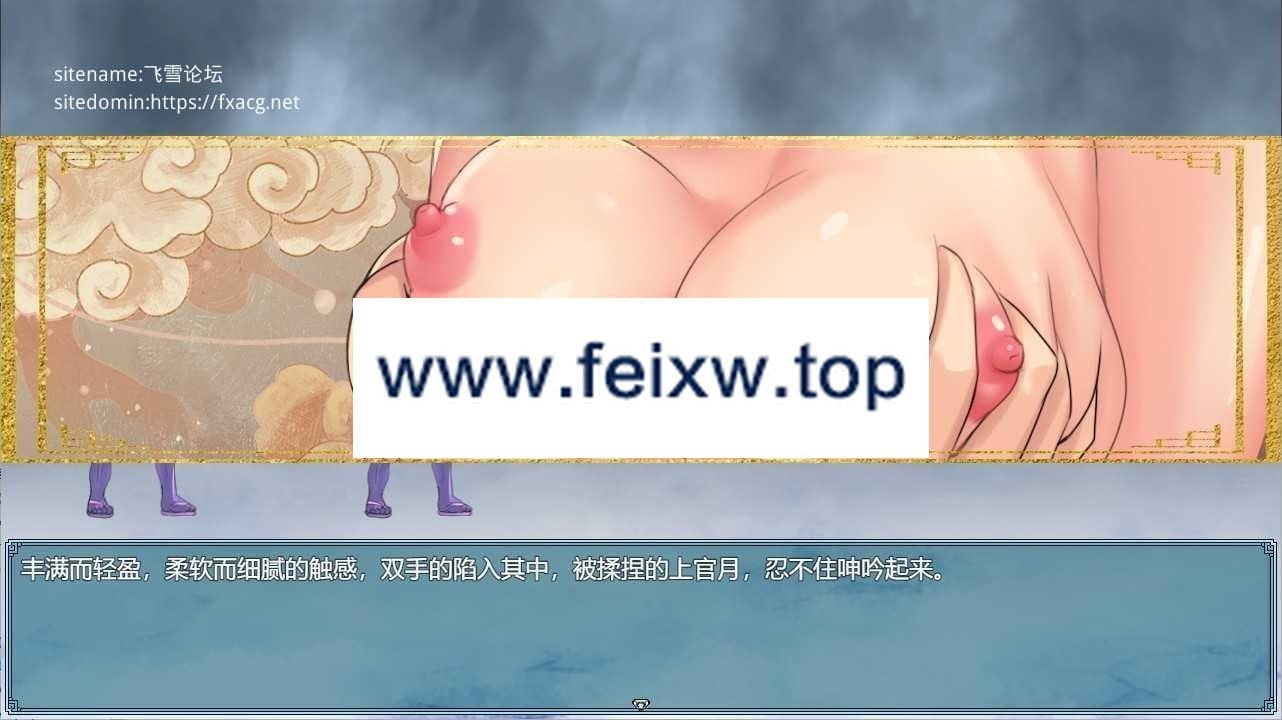 sitename:飞雪论坛
sitedomin:https://fxacg.net
www.feixw.top
丰满而轻盈，柔软而细腻的触感，双手的陷入其中，被揉捏的上官月，忍不住呻吟起来。